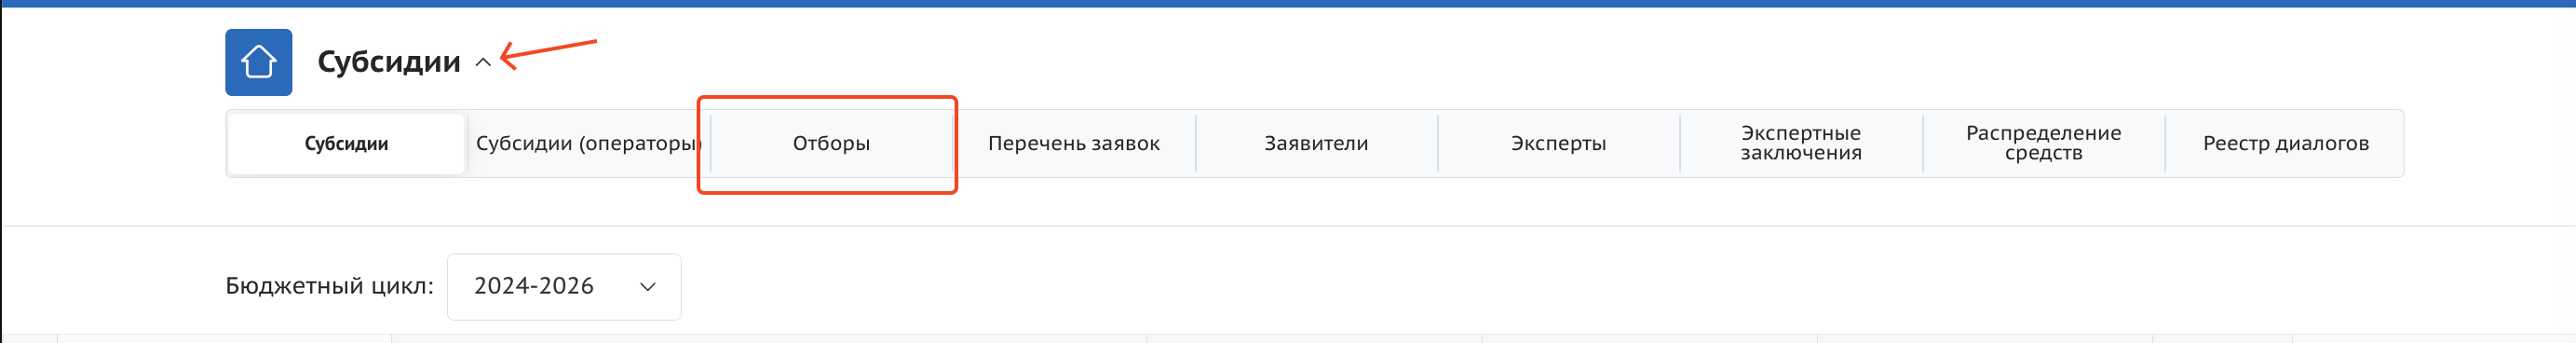 Субсидии
Субсидии
Субсидии (операторы)
Отборы
Перечень заявок
Заявители
Эксперты
Экспертные
заключения
Распределение
средств
Реестр диалогов
Бюджетный цикл:
2024-2026